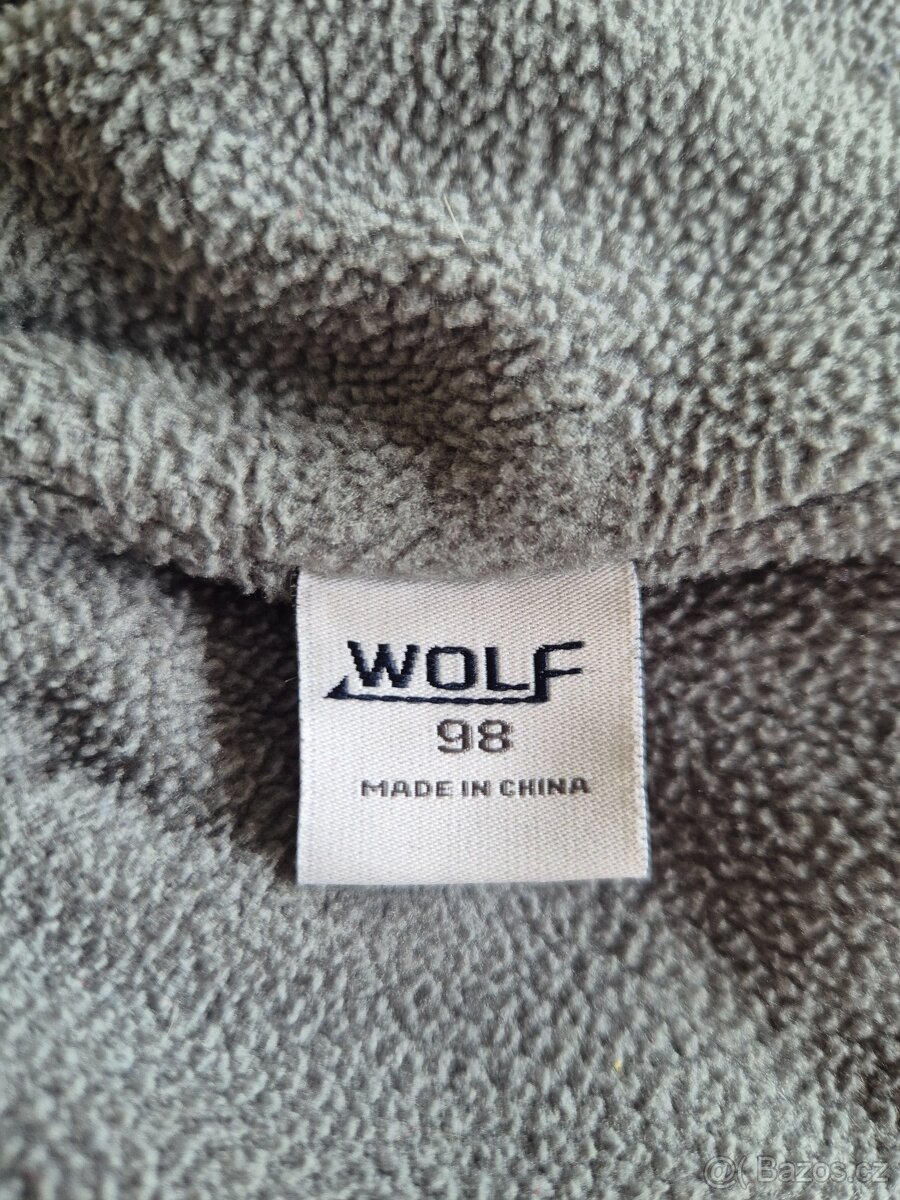 WOLF
98
MADE IN CHINA
@( Bazos.cz